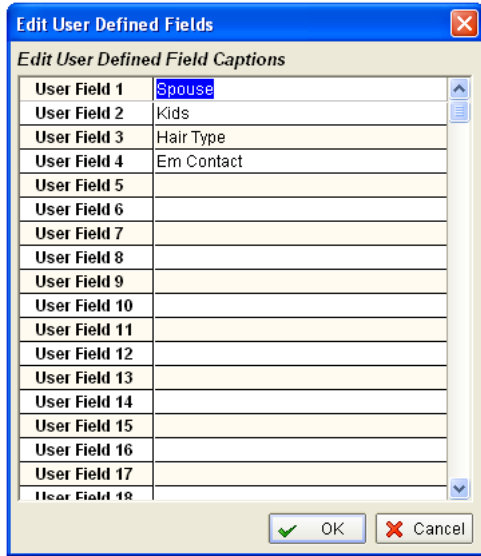 Edit User Defined Fields
Edit User Defined Field Captions
User Field 1 Spouse
User Field 2 Kids
User Field 3 Hair Type
User Field 4 Em Contact
User Field 5
User Field 6
User Field 7
User Field 8
User Field 9
User Field 10
User Field 11
User Field 12
User Field 13
User Field 14
User Field 15
User Field 16
User Field 17
User Field 18
OK Cancel